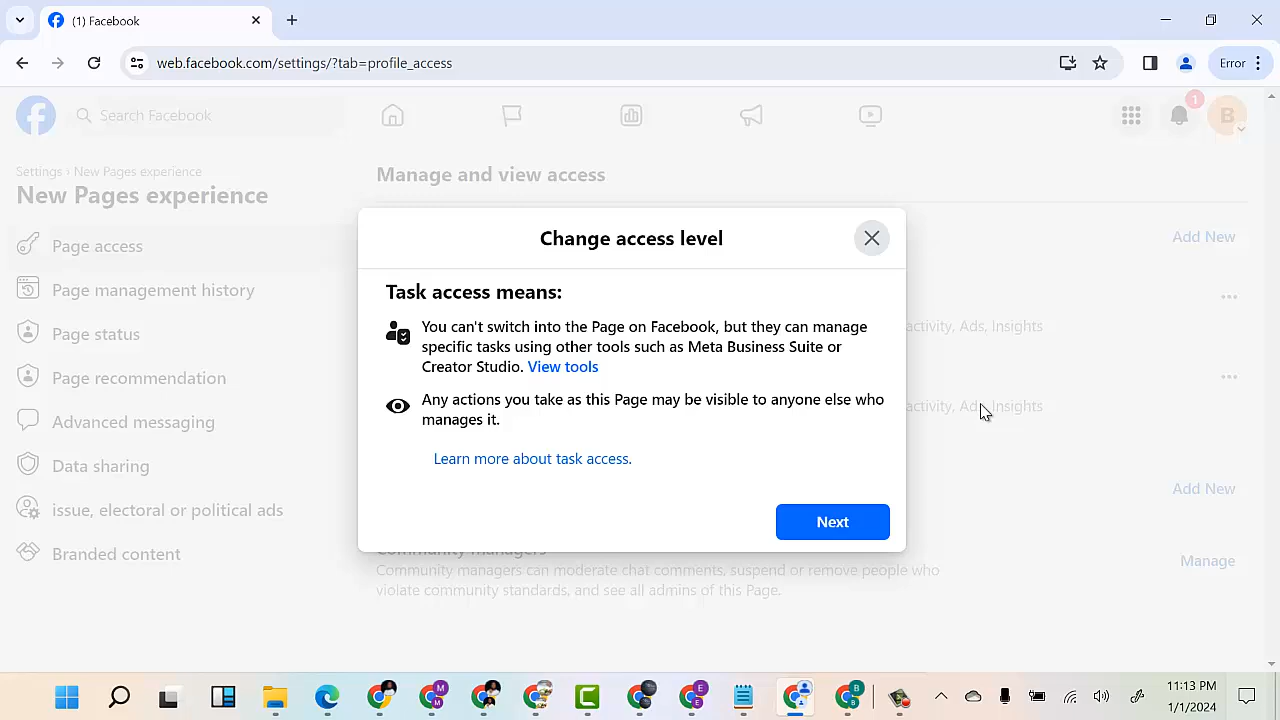 (1) Facebook
web.facebook.com/settings/?tab=profile_access
Error
Search Facebook
1
B
Settings › New Pages experience
New Pages experience
Manage and view access
Page access
Page management history
Page status
Page recommendation
Advanced messaging
Data sharing
issue, electoral or political ads
Branded content
Add New
activity, Ads, Insights
activity, Ads, Insights
Add New
Community managers
Manage
Community managers can moderate chat comments, suspend or remove people who
violate community standards, and see all admins of this Page.
Change access level
Task access means:
You can't switch into the Page on Facebook, but they can manage
specific tasks using other tools such as Meta Business Suite or
Creator Studio. View tools
Any actions you take as this Page may be visible to anyone else who
manages it.
Learn more about task access.
Next
M
M
E
E
B
B
11:13 PM
1/1/2024